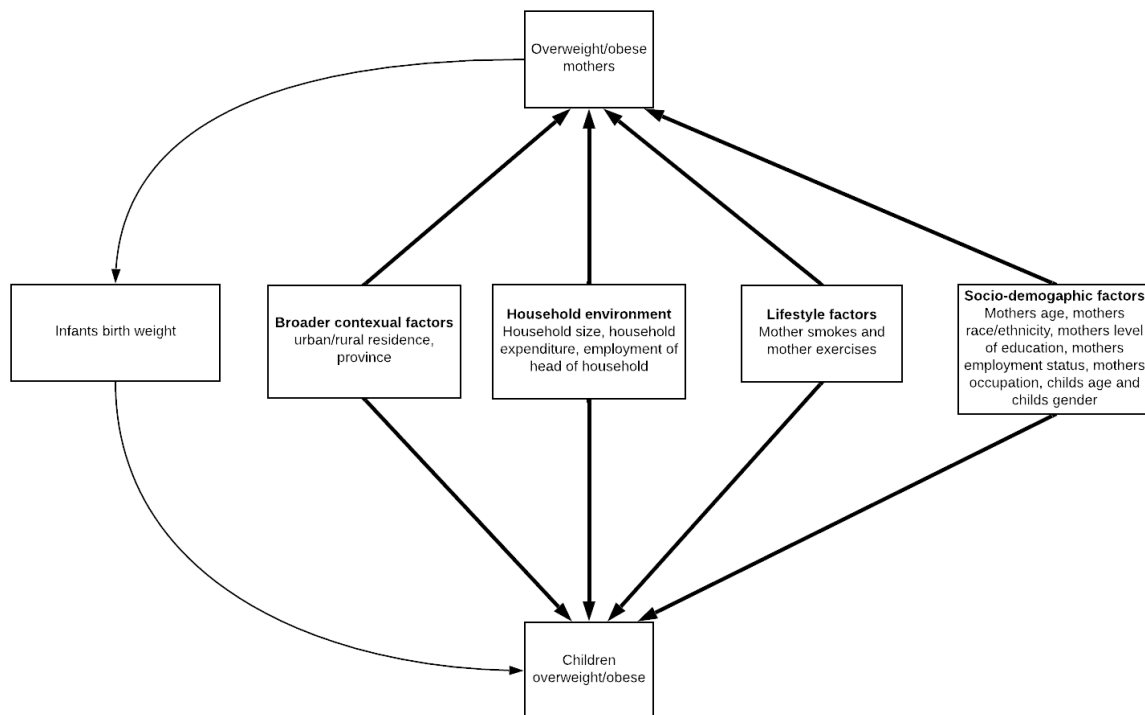 Overweight/obese
mothers
Infants birth weight
Broader contexual factors
urban/rural residence,
province
Household environment
Household size, household
expenditure, employment of
head of household
Lifestyle factors
Mother smokes and
mother exercises
Socio-demogaphic factors
Mothers age, mothers
race/ethnicity, mothers level
of education, mothers
employment status, mothers
occupation, childs age and
childs gender
Children
overweight/obese